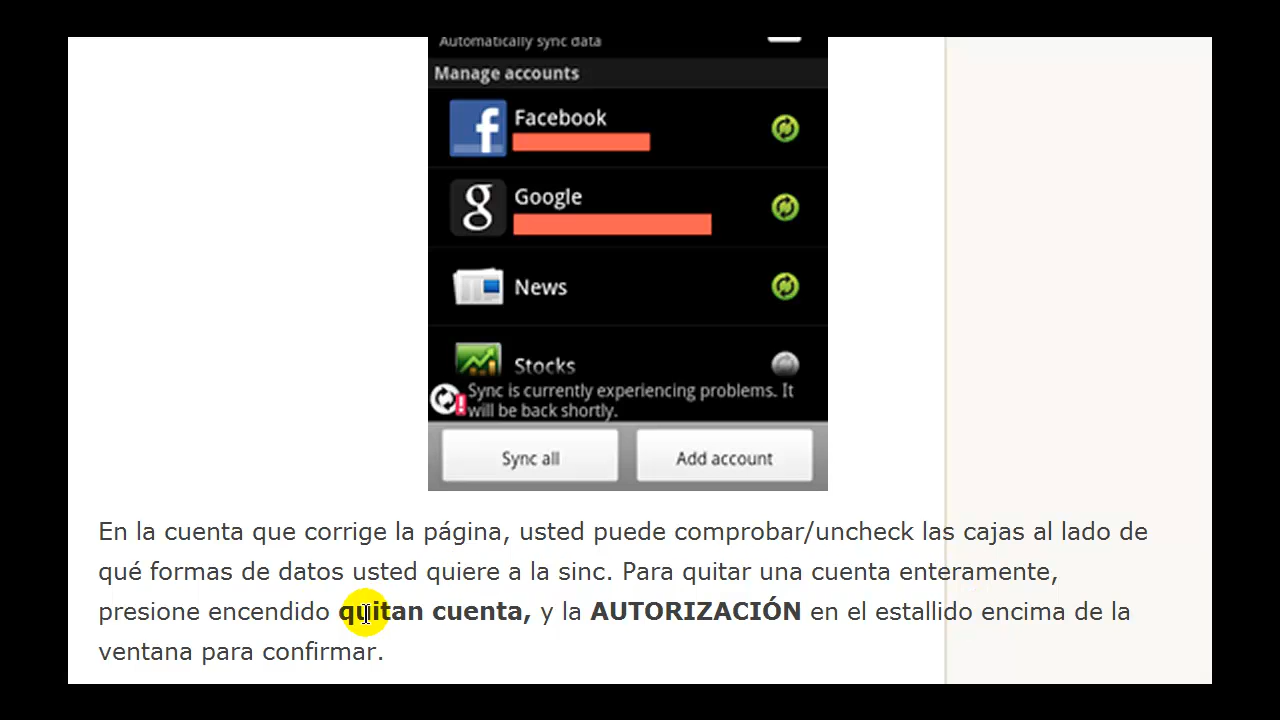 Automatically sync data
Manage accounts
Facebook
Google
News
Stocks
Sync is currently experiencing problems. It
will be back shortly.
Sync all
Add account
En la cuenta que corrige la página, usted puede comprobar/uncheck las cajas al lado de
qué formas de datos usted quiere a la sinc. Para quitar una cuenta enteramente,
presione encendido quitan cuenta, y la AUTORIZACIÓN en el estallido encima de la
ventana para confirmar.